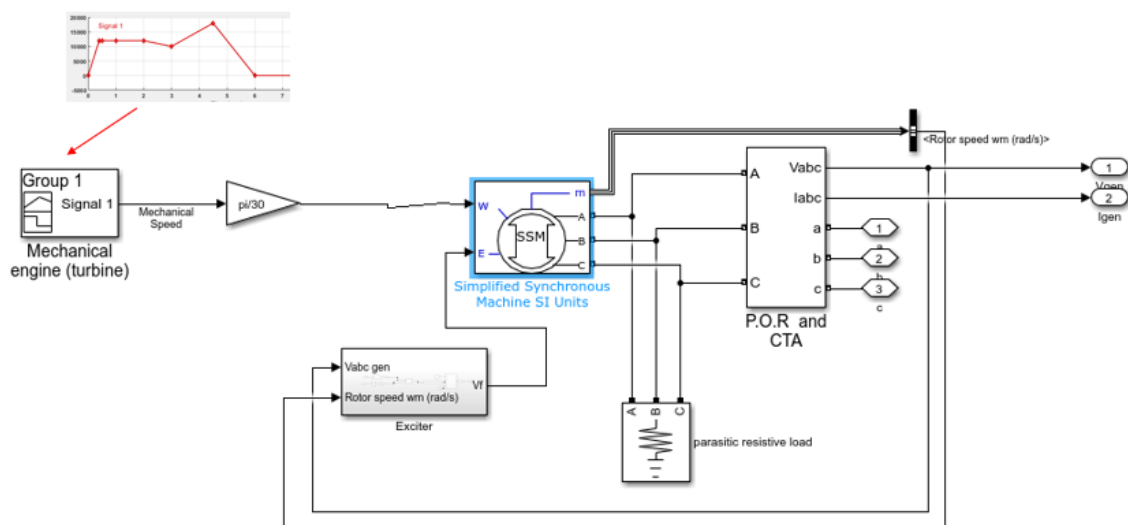 20000
15000
10000
5000
0
-5000
Signal 1
0 1 2 3 4 5 6 7
Group 1
Signal 1
Mechanical
engine (turbine)
Mechanical
Speed
pi/30
w
E
SSM
m
A
B
C
Simplified Synchronous
Machine SI Units
<Rotor speed wm (rad/s)>
A
B
C
Vabc
Iabc
a
b
c
P.O.R and
CTA
1
2
Igen
1
2
3
c
Vabc gen
Rotor speed wm (rad/s)
Vf
Exciter
A B C
parasitic resistive load